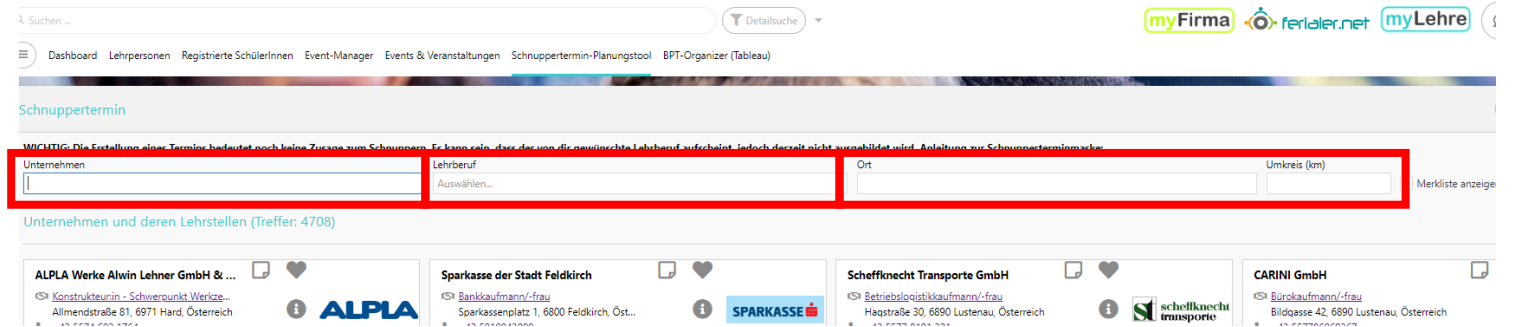 Suchen ...
Detailsuche
myFirma
ferialer.net
myLehre
Dashboard Lehrpersonen Registrierte SchülerInnen Event-Manager Events & Veranstaltungen Schnuppertermin-Planungstool BPT-Organizer (Tableau)
Schnuppertermin
WICHTIG: Die Erstellung eines Termins bedeutet noch keine Zusage zum Schnuppern. Es kann sein, dass der von dir gewünschte Lehrberuf aufscheint, jedoch derzeit nicht ausgebildet wird. Anleitung zur Schnupperterminmaske:
Unternehmen Lehrberuf Ort Umkreis (km)
Auswählen... Merkliste anzeigen
Unternehmen und deren Lehrstellen (Treffer: 4708)
ALPLA Werke Alwin Lehner GmbH & ...
Konstrukteur:in - Schwerpunkt Werkze...
Allmendstraße 81, 6971 Hard, Österreich
ALPLA
Sparkasse der Stadt Feldkirch
Bankkaufmann/-frau
Sparkassenplatz 1, 6800 Feldkirch, Öst...
SPARKASSE
Scheffknecht Transporte GmbH
Betriebslogistikkaufmann/-frau
Hagstraße 30, 6890 Lustenau, Österreich
scheffknecht
transporte
CARINI GmbH
Bürokaufmann/-frau
Bildgasse 42, 6890 Lustenau, Österreich